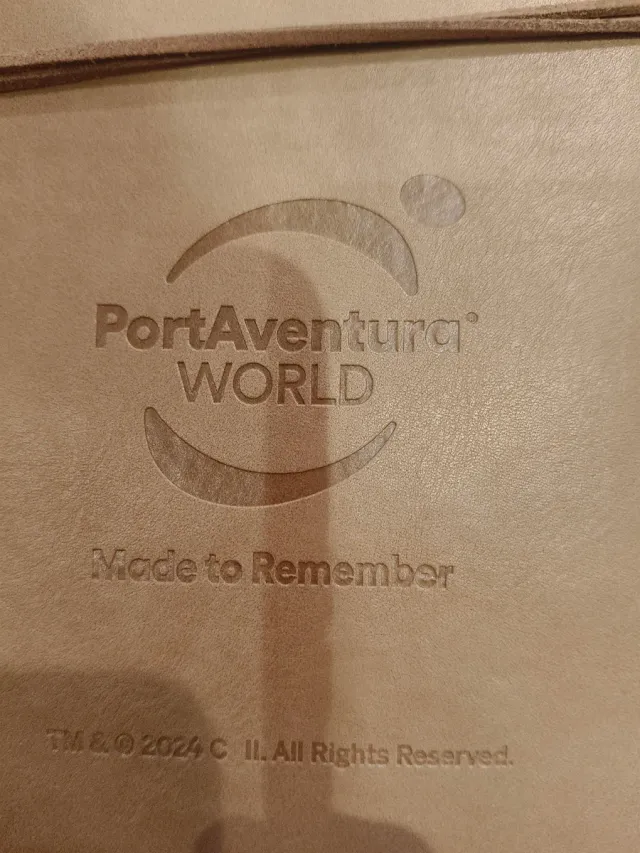 PortAventura®
WORLD
Made to Remember
TM & © 2024 C II. All Rights Reserved.